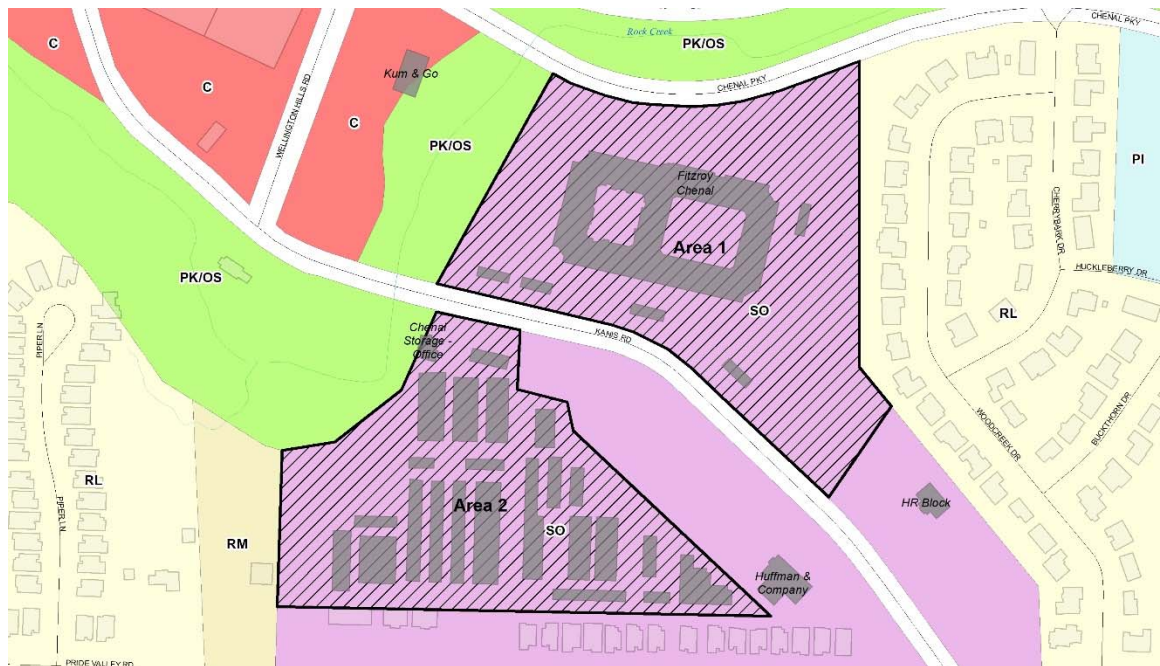 CHENAL PKY
Rock Creek
PK/OS
C
C
Kum & Go
CHENAL PKY
C
WELLINGTON HILLS RD
PK/OS
PI
Fitzroy
Chenal
CHERRYBARK DR
Area 1
HUCKLEBERRY DR
PK/OS
SO
RL
KANIS RD
Chenal
Storage -
Office
PIPER LN
BUCKTHORN DR
WOODCREEK DR
RL
Area 2
HR Block
SO
RM
PIPER LN
Huffman &
Company
PRIDE VALLEY RD